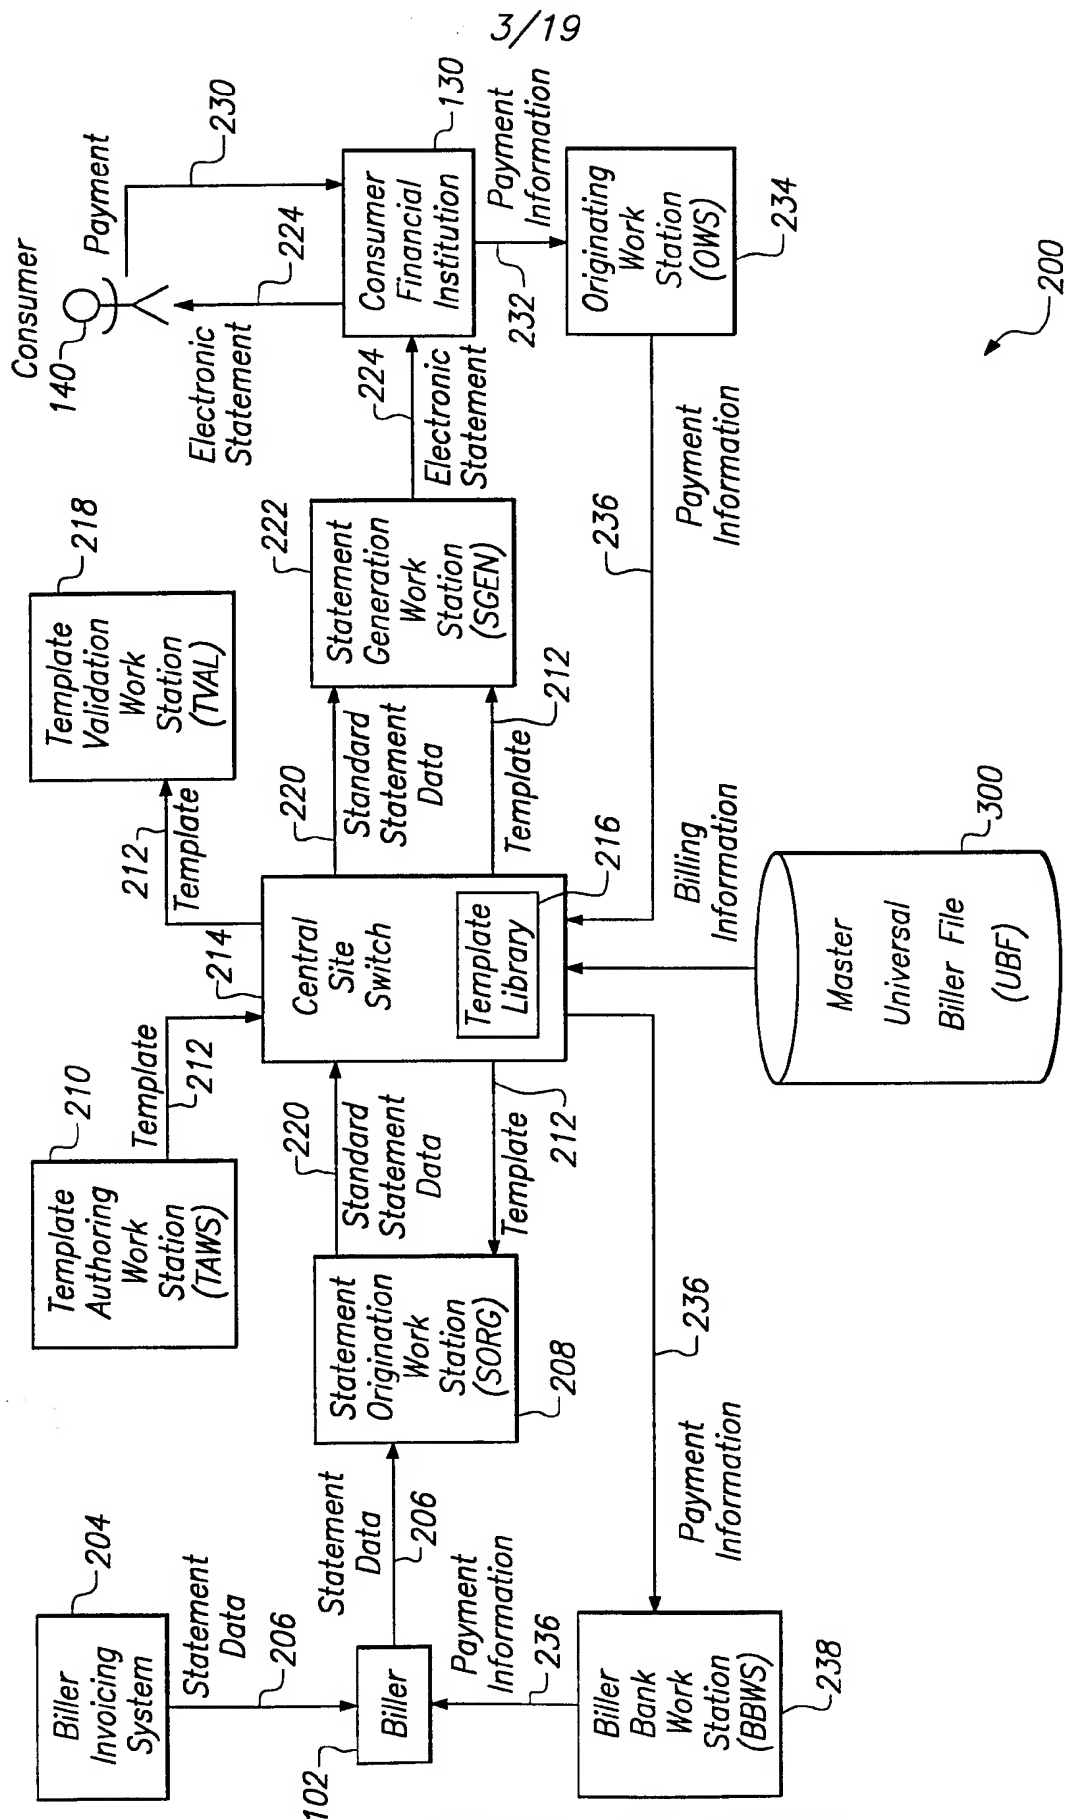 3/19
Consumer
140
Payment
230
Electronic
Statement
224
Consumer
Financial
Institution
130
Payment
Information
232
Originating
Work
Station
(OWS)
234
Template
Validation
Work
Station
(TVAL)
218
212
Template
222
Statement
Generation
Work
Station
(SGEN)
224
Electronic
Statement
236
Payment
Information
Template
Authoring
Work
Station
(TAWS)
210
Template
212
214
Central
Site
Switch
Template
Library
216
220
Standard
Statement
Data
Template
212
220
Standard
Statement
Data
Template
212
Statement
Origination
Work
Station
(SORG)
208
Billing
Information
Master
Universal
Biller File
(UBF)
300
Biller
Invoicing
System
204
Statement
Data
206
Biller
102
Statement
Data
206
Payment
Information
236
Biller
Bank
Work
Station
(BBWS)
238
236
Payment
Information
200